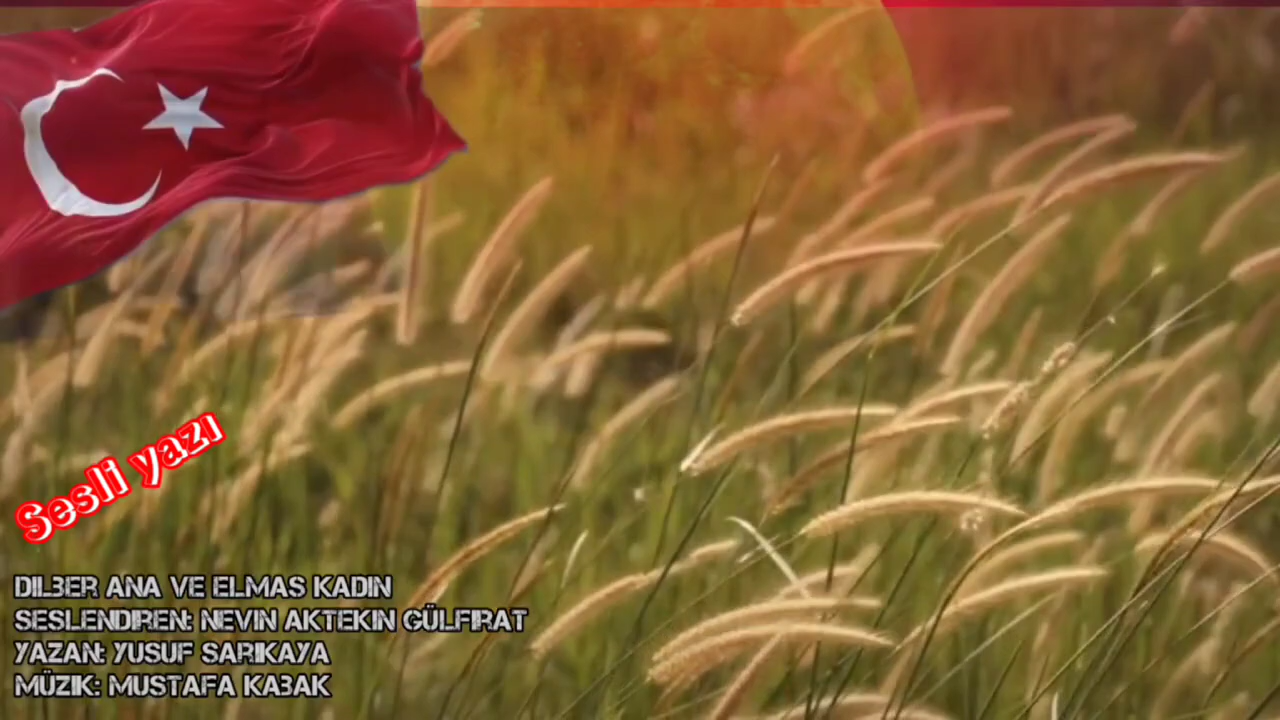 Sesli yazı
DILBER ANA VE ELMAS KADIN
SESLENDIREN: NEVIN AKTEKIN GÜLFIRAT
YAZAN: YUSUF SARIKAYA
MÜZIK: MUSTAFA KABAK